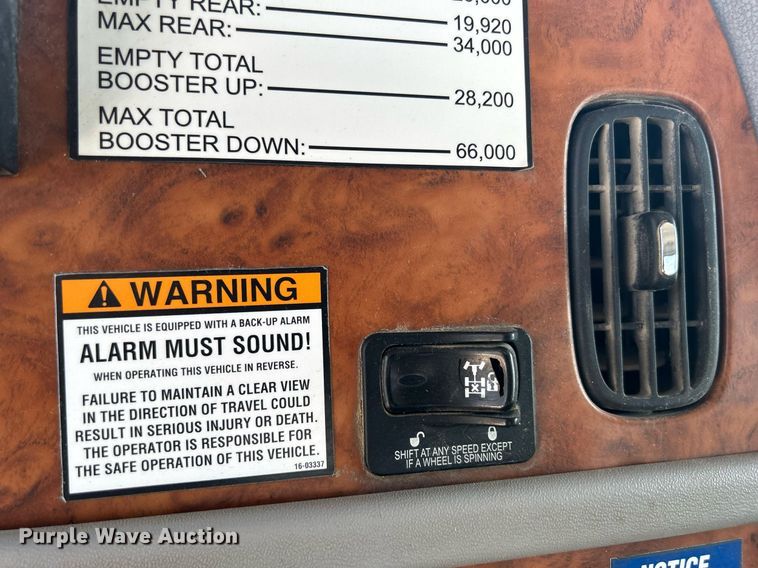 EMPTY REAR:
19,920
MAX REAR:
34,000
EMPTY TOTAL
BOOSTER UP:
28,200
MAX TOTAL
BOOSTER DOWN:
66,000
WARNING
THIS VEHICLE IS EQUIPPED WITH A BACK-UP ALARM
ALARM MUST SOUND!
WHEN OPERATING THIS VEHICLE IN REVERSE.
FAILURE TO MAINTAIN A CLEAR VIEW
IN THE DIRECTION OF TRAVEL COULD
RESULT IN SERIOUS INJURY OR DEATH.
THE OPERATOR IS RESPONSIBLE FOR
THE SAFE OPERATION OF THIS VEHICLE.
16-03337
SHIFT AT ANY SPEED EXCEPT
IF A WHEEL IS SPINNING
NOTICE
Purple Wave Auction